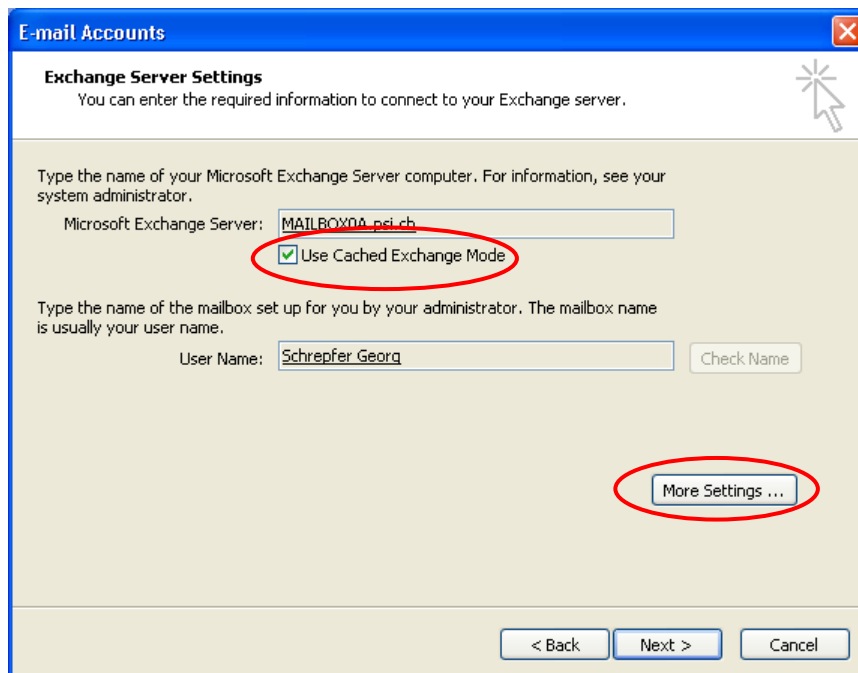 E-mail Accounts
Exchange Server Settings
You can enter the required information to connect to your Exchange server.
Type the name of your Microsoft Exchange Server computer. For information, see your
system administrator.
Microsoft Exchange Server: MAILBOX0A.psi.ch
Use Cached Exchange Mode
Type the name of the mailbox set up for you by your administrator. The mailbox name
is usually your user name.
User Name: Schrepfer Georg Check Name
More Settings ...
< Back Next > Cancel